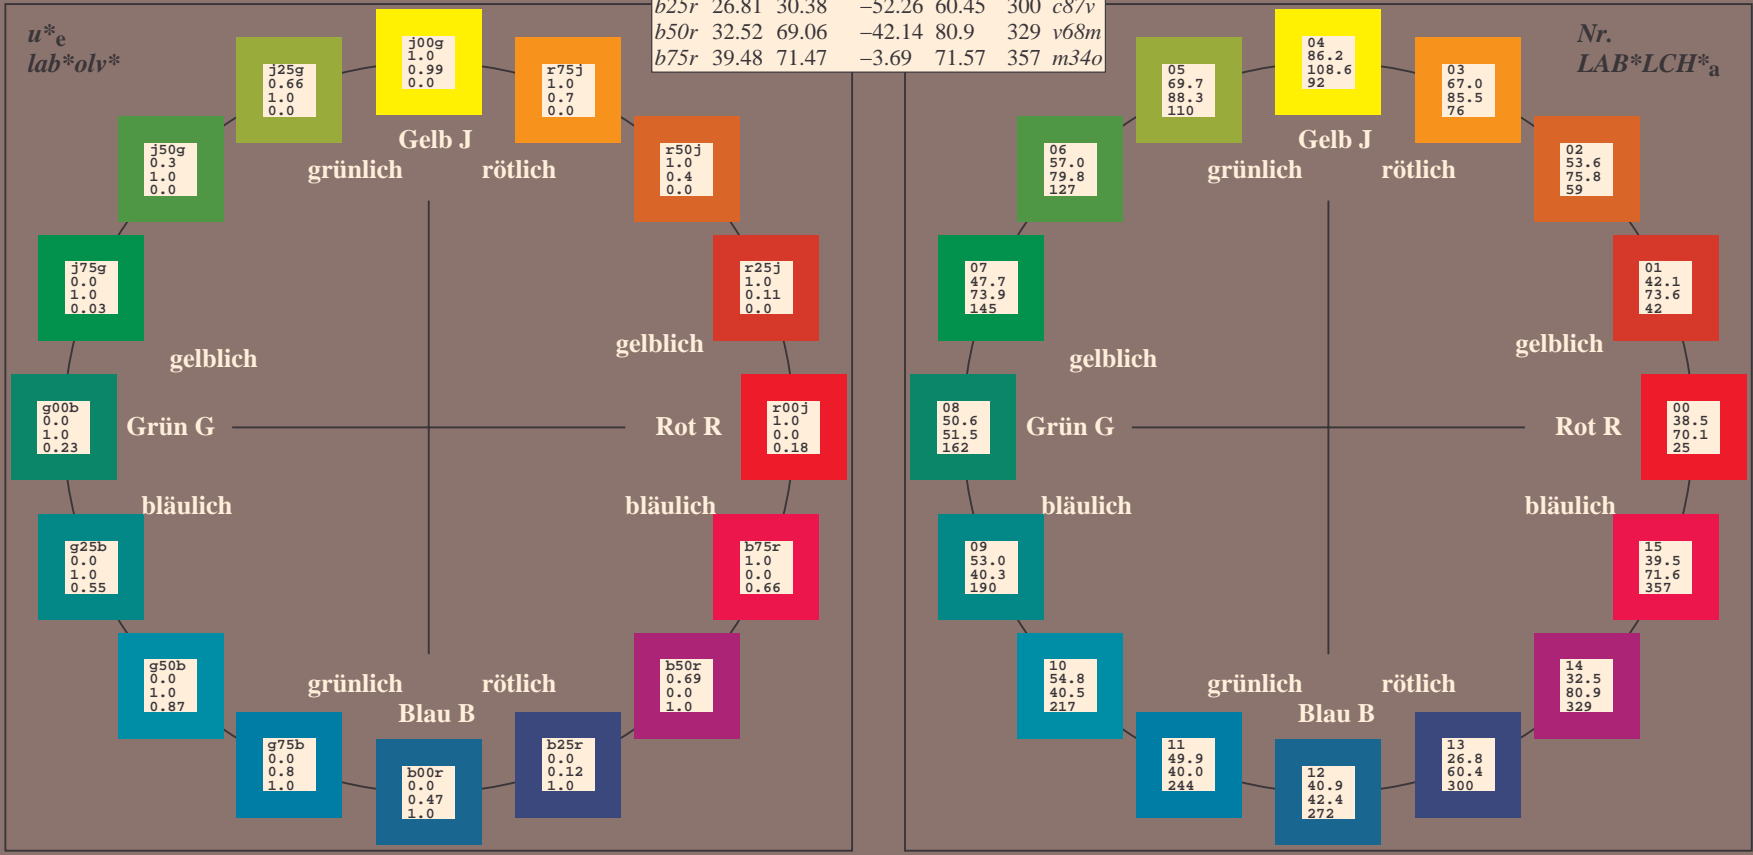 b25r 26.81 30.38 −52.26 60.45 300 c87v
b50r 32.52 69.06 −42.14 80.9 329 v68m
b75r 39.48 71.47 −3.69 71.57 357 m34o
u*e
lab*olv*
j00g
1.0
0.99
0.0
j25g
0.66
1.0
0.0
r75j
1.0
0.7
0.0
j50g
0.3
1.0
0.0
r50j
1.0
0.4
0.0
Gelb J
grünlich rötlich
j75g
0.0
1.0
0.03
r25j
1.0
0.11
0.0
gelblich
gelblich
g00b
0.0
1.0
0.23
Grün G
Rot R
r00j
1.0
0.0
0.18
bläulich
bläulich
g25b
0.0
1.0
0.55
b75r
1.0
0.0
0.66
g50b
0.0
1.0
0.87
b50r
0.69
0.0
1.0
grünlich rötlich
Blau B
g75b
0.0
0.8
1.0
b00r
0.0
0.47
1.0
b25r
0.0
0.12
1.0
Nr.
LAB*LCH*a
04
86.2
108.6
92
05
69.7
88.3
110
03
67.0
85.5
76
06
57.0
79.8
127
02
53.6
75.8
59
Gelb J
grünlich rötlich
07
47.7
73.9
145
01
42.1
73.6
42
gelblich
gelblich
08
50.6
51.5
162
Grün G
Rot R
00
38.5
70.1
25
bläulich
bläulich
09
53.0
40.3
190
15
39.5
71.6
357
10
54.8
40.5
217
14
32.5
80.9
329
grünlich rötlich
Blau B
11
49.9
40.0
244
12
40.9
42.4
272
13
26.8
60.4
300